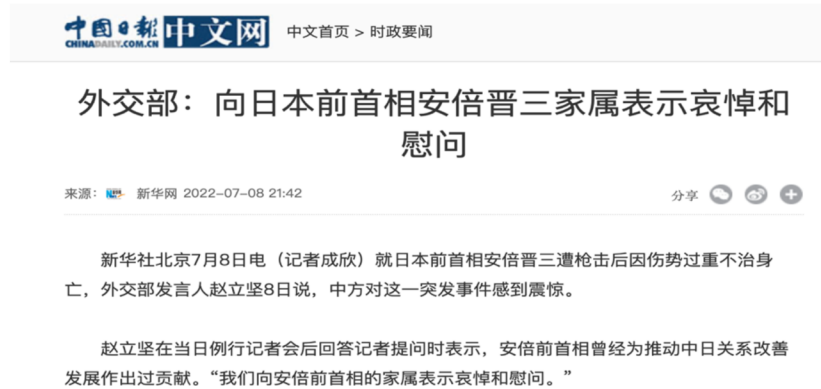 中国日报 中文网 中文首页 > 时政要闻
CHINADAILY.COM.CN
外交部：向日本前首相安倍晋三家属表示哀悼和
慰问
来源： 新华网 2022-07-08 21:42 分享
新华社北京7月8日电（记者成欣）就日本前首相安倍晋三遭枪击后因伤势过重不治身
亡，外交部发言人赵立坚8日说，中方对这一突发事件感到震惊。
赵立坚在当日例行记者会后回答记者提问时表示，安倍前首相曾经为推动中日关系改善
发展作出过贡献。“我们向安倍前首相的家属表示哀悼和慰问。”